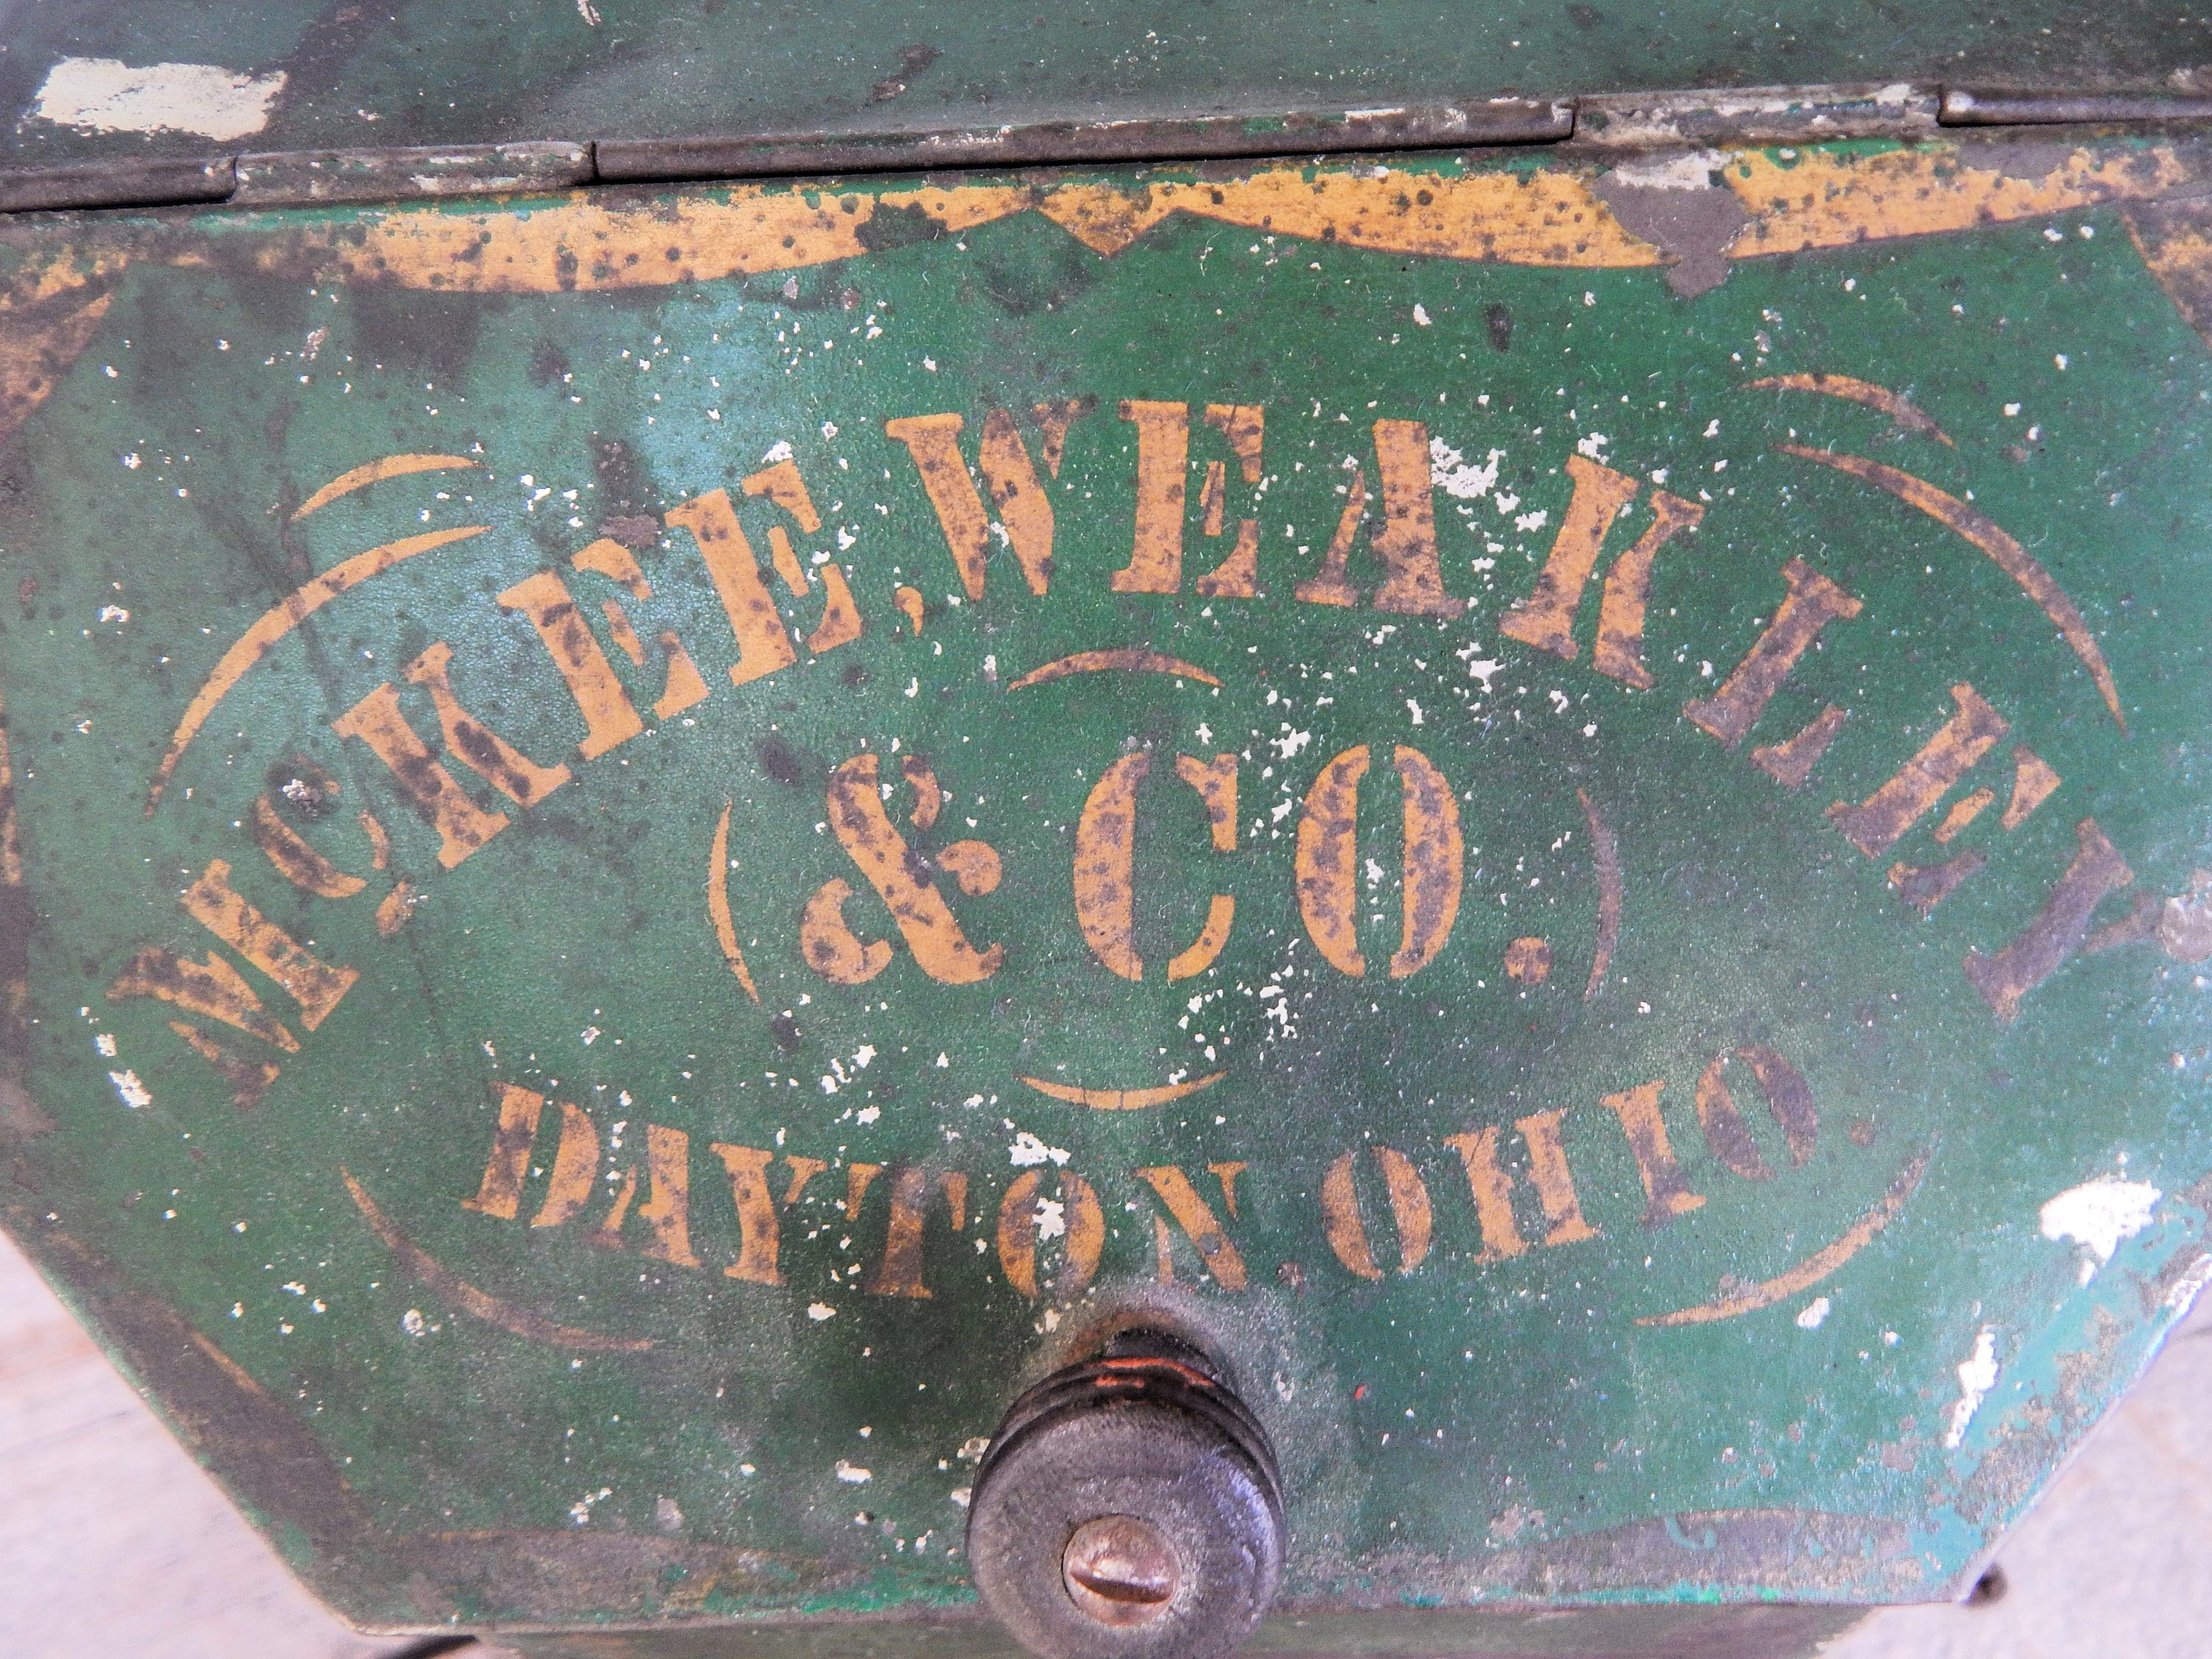 McKEE, WEAKLEY
& CO.
DAYTON OHIO.